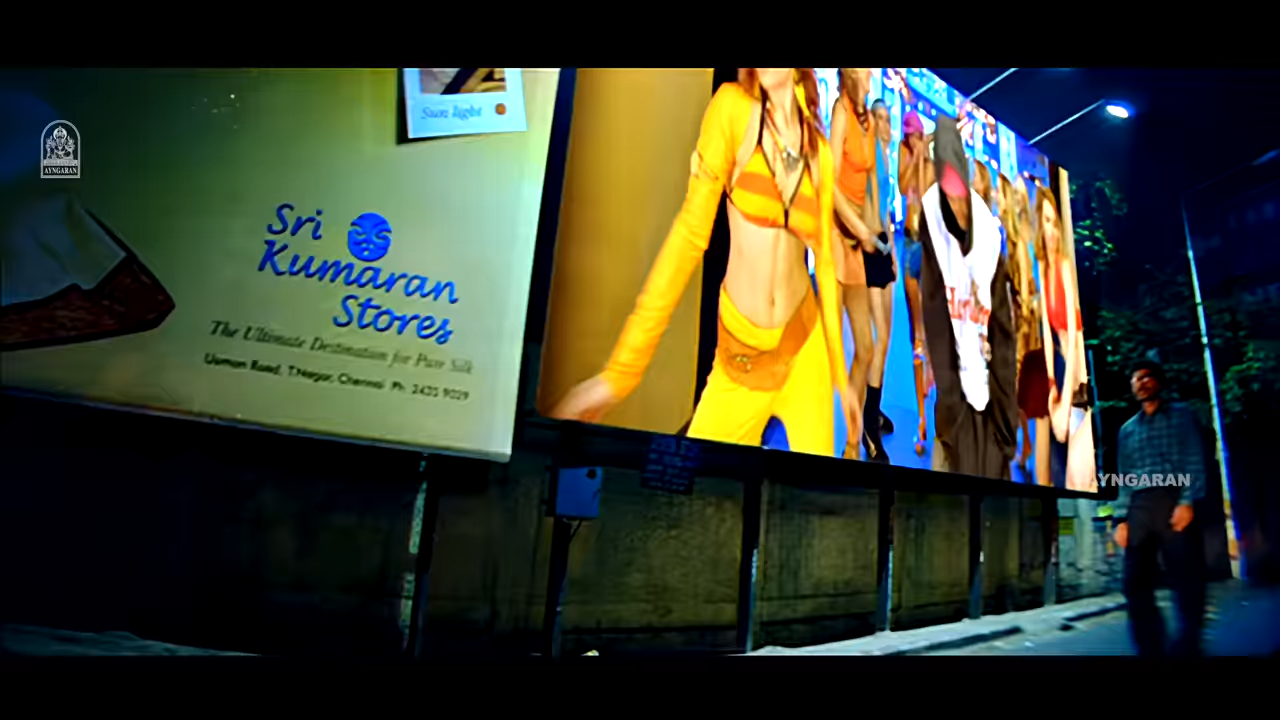 AYNGARAN
Sun light
Sri
Kumaran
Stores
The Ultimate Destination for Pure Silk
Usman Road, T.Nagar, Chennai Ph: 2433 9029
AYNGARAN